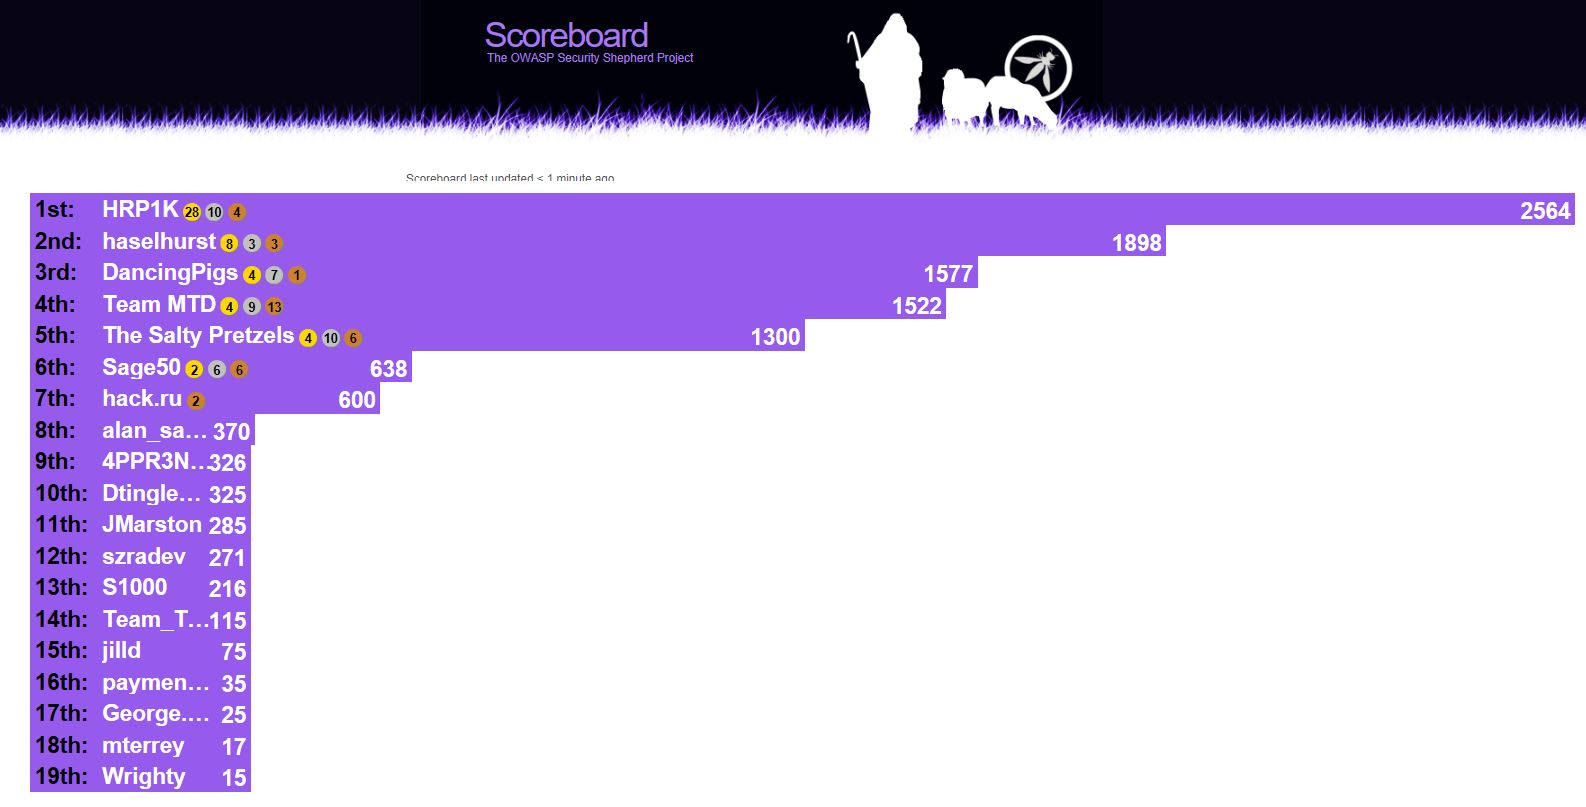 Scoreboard
The OWASP Security Shepherd Project
Scoreboard last updated < 1 minute ago
1st: HRP1K 28 10 4 2564
2nd: haselhurst 8 3 3 1898
3rd: DancingPigs 4 7 1 1577
4th: Team MTD 4 9 13 1522
5th: The Salty Pretzels 4 10 6 1300
6th: Sage50 2 6 6 638
7th: hack.ru 2 600
8th: alan_sa... 370
9th: 4PPR3N... 326
10th: Dtingle... 325
11th: JMarston 285
12th: szradev 271
13th: S1000 216
14th: Team_T... 115
15th: jilld 75
16th: paymen... 35
17th: George.... 25
18th: mterrey 17
19th: Wrighty 15